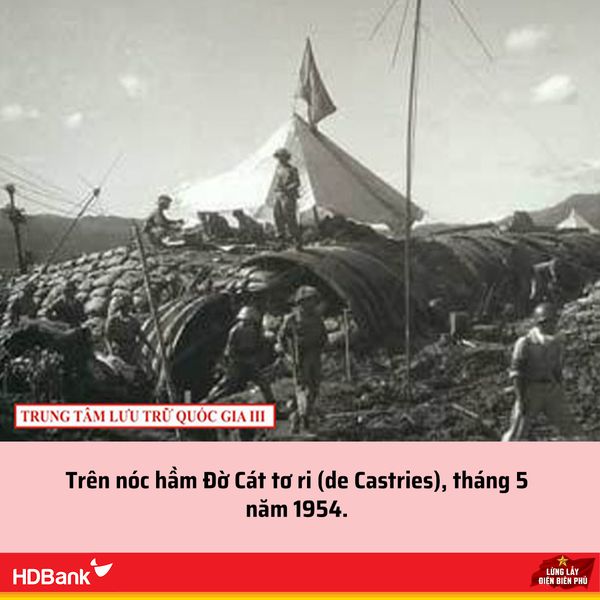 TRUNG TÂM LƯU TRỮ QUỐC GIA III
Trên nóc hầm Đờ Cát tơ ri (de Castries), tháng 5
năm 1954.
HDBank
LỪNG LẪY
ĐIỆN BIÊN PHỦ